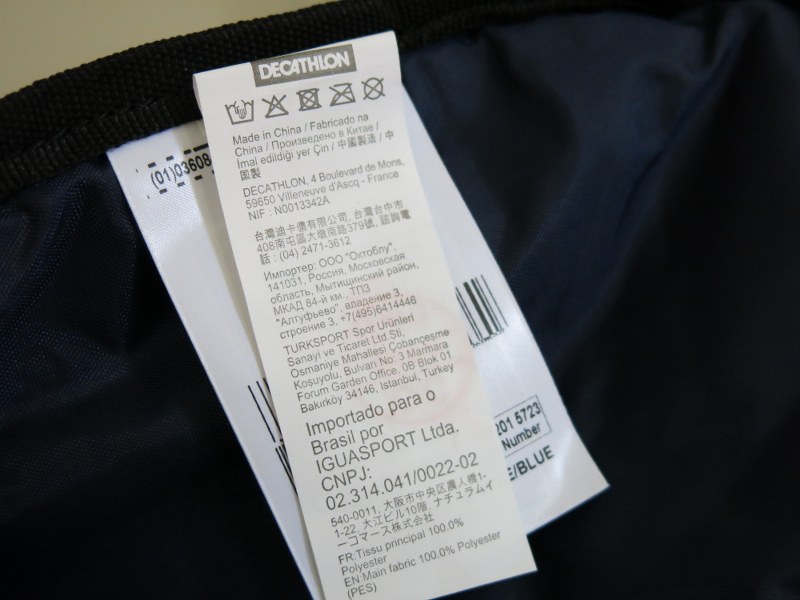 DECATHLON
Made in China / Fabricado na
China / Произведено в Китае /
İmal edildiği yer Çin / 中國製造 / 中
国製
DECATHLON, 4 Boulevard de Mons,
59650 Villeneuve d'Ascq - France
NIF : N0013342A
台灣迪卡儂有限公司, 台灣台中市
408南屯區大墩南路379號, 諮詢電
話 : (04) 2471-3612
Импортер: ООО "Октоблу",
141031, Россия, Московская
область, Мытищинский район,
МКАД 84-й км., ТПЗ
"Алтуфьево" владение 3,
строение 3, +7(495)6414446
TURKSPORT Spor Ürünleri
Sanayi ve Ticaret Ltd.Şti,
Osmaniye Mahallesi Çobançeşme
Koşuyolu, Bulvarı No: 3 Marmara
Forum Garden Office, 0B Blok 01
Bakırköy 34146, Istanbul, Turkey
Importado para o
Brasil por
IGUASPORT Ltda.
CNPJ:
02.314.041/0022-02
540-0011, 大阪市中央区農人橋1-
1-22, 大江ビル10階, ナチュラムイ
ーコマース株式会社
FR:Tissu principal 100.0%
Polyester
EN:Main fabric 100.0% Polyester
(PES)
(01)03608
201 5723
Number
E/BLUE